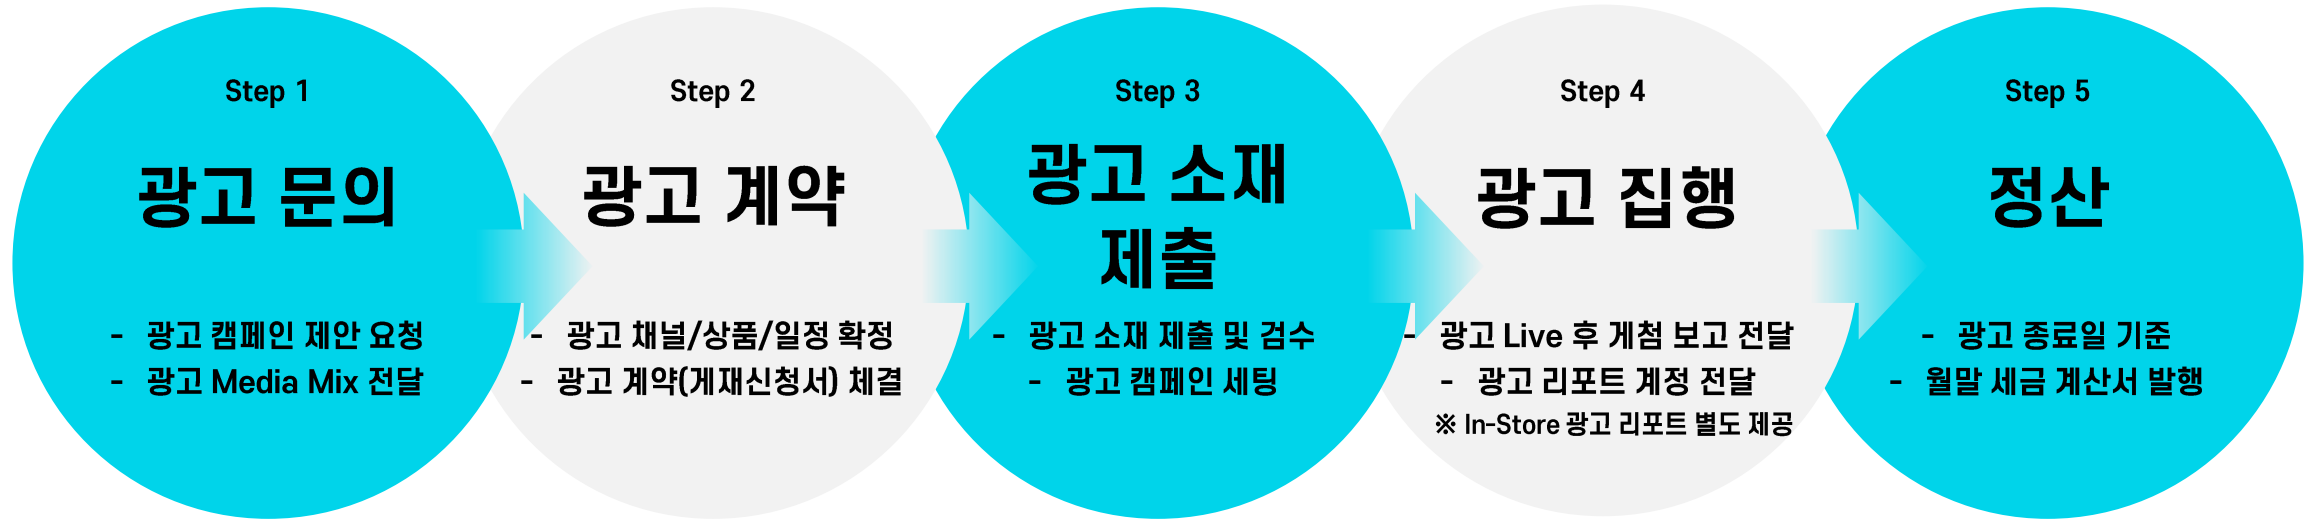 Step 1
광고 문의
- 광고 캠페인 제안 요청
- 광고 Media Mix 전달
Step 2
광고 계약
- 광고 채널/상품/일정 확정
- 광고 계약(게재신청서) 체결
Step 3
광고 소재
제출
- 광고 소재 제출 및 검수
- 광고 캠페인 세팅
Step 4
광고 집행
- 광고 Live 후 게첨 보고 전달
- 광고 리포트 계정 전달
※ In-Store 광고 리포트 별도 제공
Step 5
정산
- 광고 종료일 기준
- 월말 세금 계산서 발행